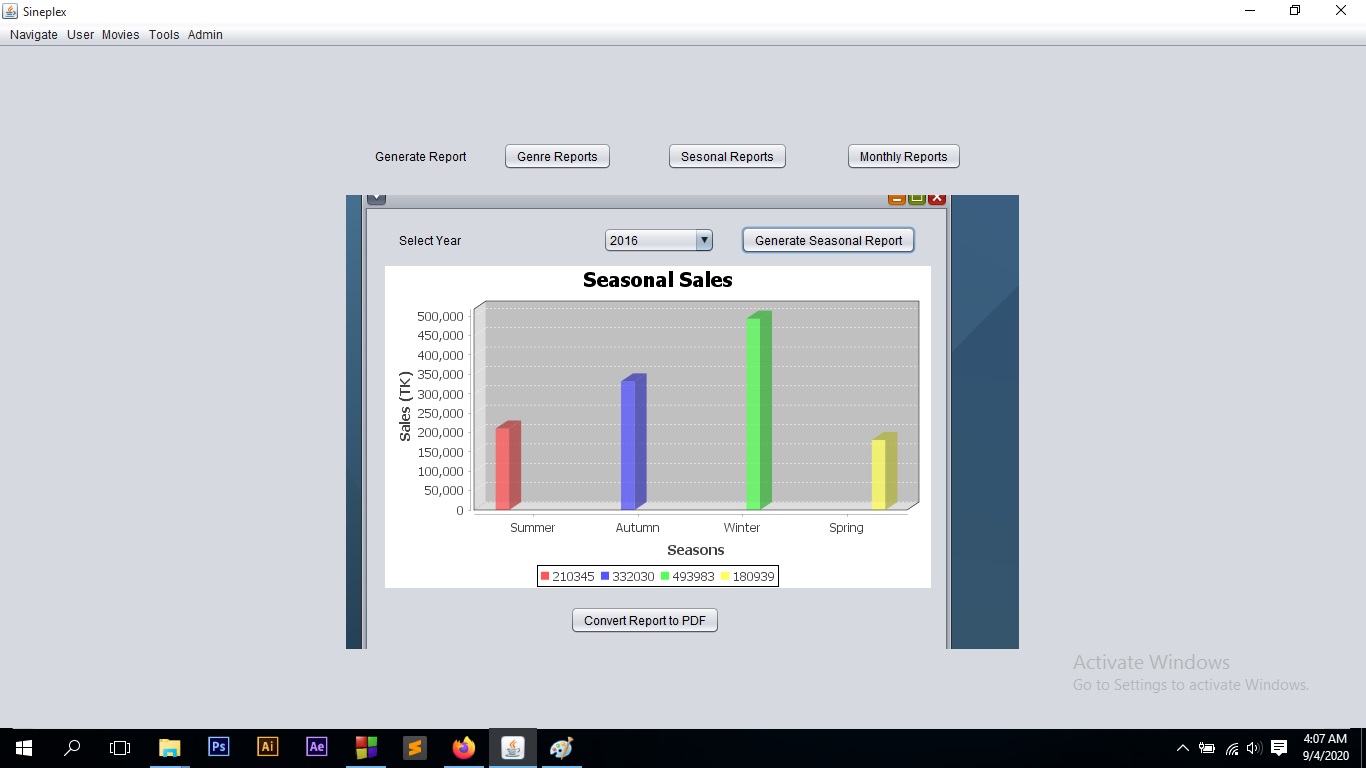 Sineplex
Navigate User Movies Tools Admin
Generate Report Genre Reports Sesonal Reports Monthly Reports
Select Year 2016 Generate Seasonal Report
Seasonal Sales
500,000
450,000
400,000
350,000
300,000
250,000
200,000
150,000
100,000
50,000
0
Sales (TK)
Summer Autumn Winter Spring
Seasons
210345 332030 493983 180939
Convert Report to PDF
Activate Windows
Go to Settings to activate Windows.
Ps Ai Ae
4:07 AM
9/4/2020